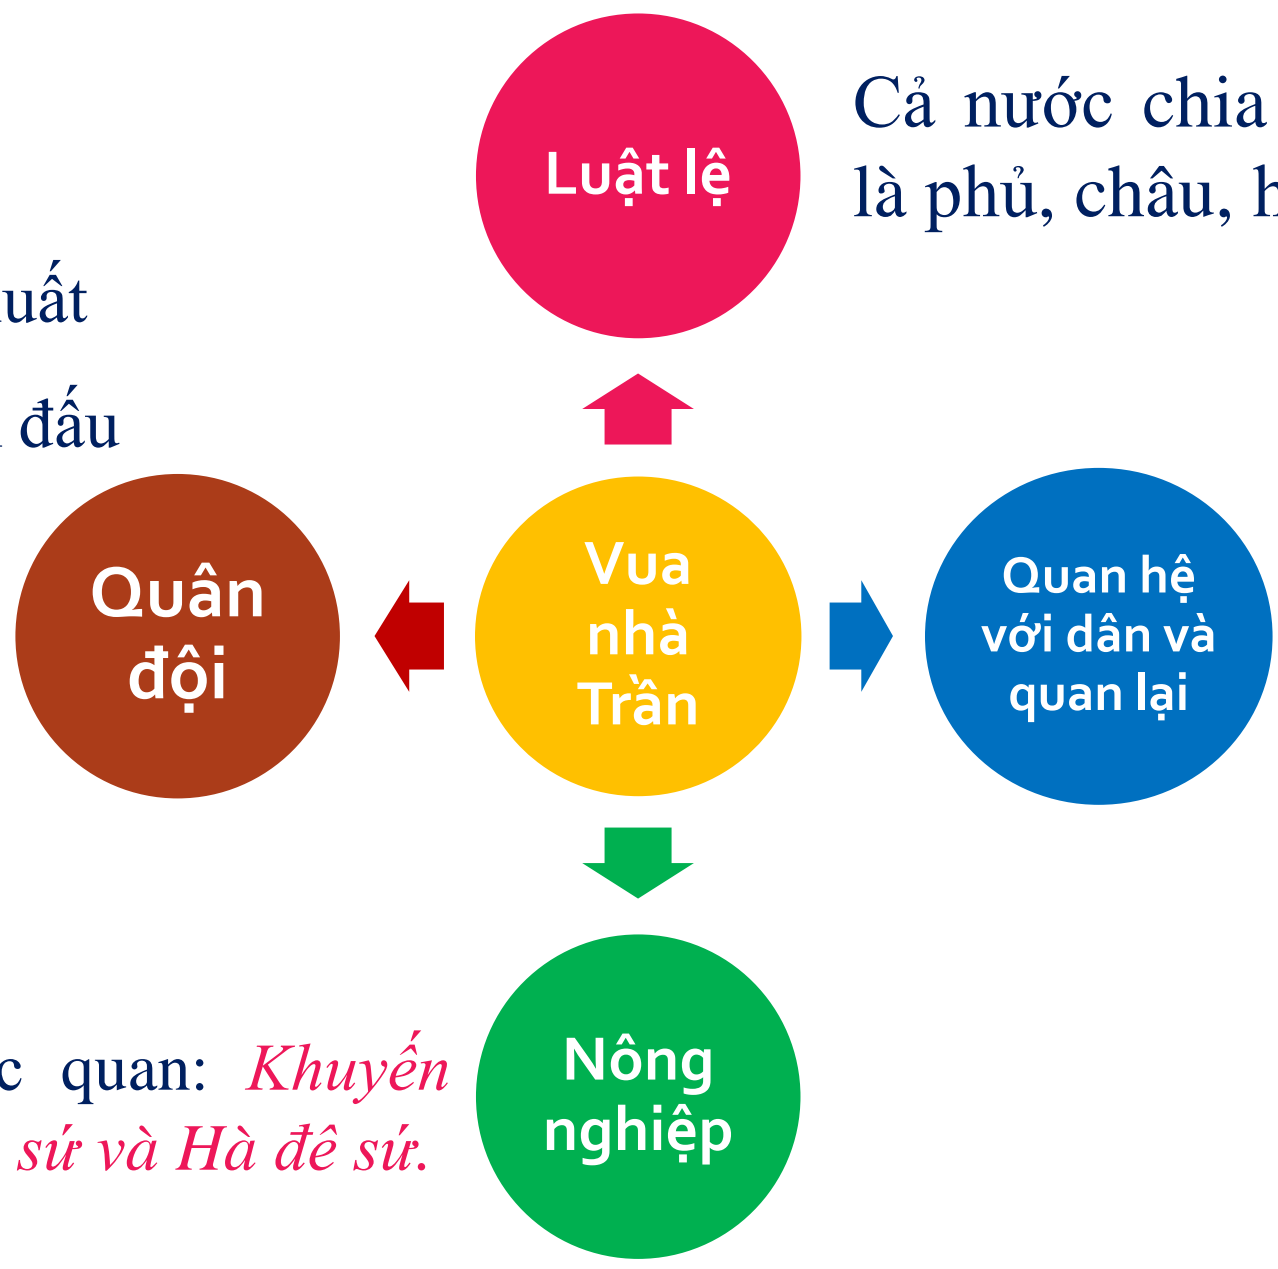 Luật lệ
Cả nước chia
là phủ, châu,
đấu
Quân
đội
Vua
nhà
Trần
Quan hệ
với dân và
quan lại
quan: Khuyến
sứ và Hà đê sứ.
Nông
nghiệp